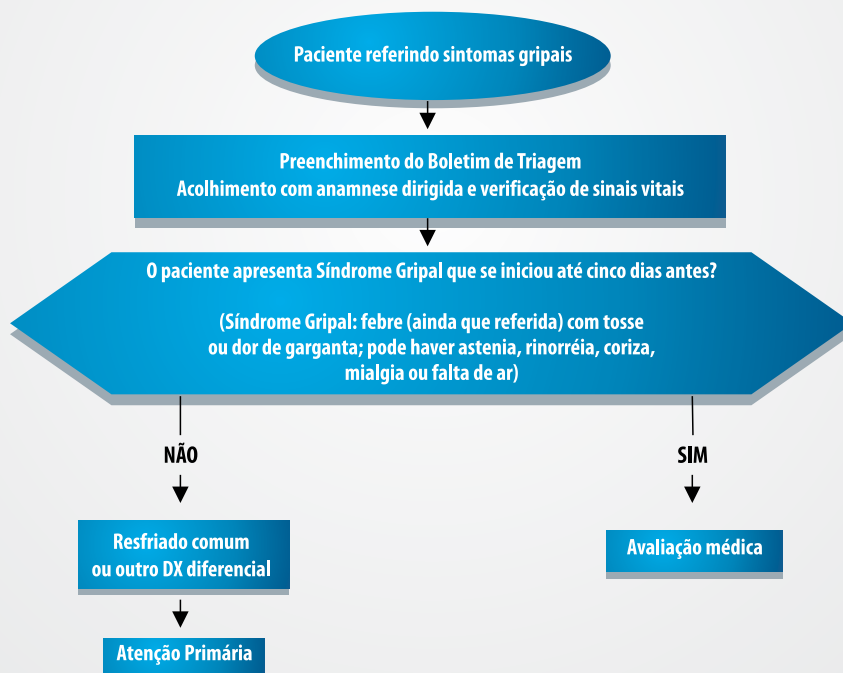 Paciente referindo sintomas gripais
Preenchimento do Boletim de Triagem
Acolhimento com anamnese dirigida e verificação de sinais vitais
O paciente apresenta Síndrome Gripal que se iniciou até cinco dias antes?
(Síndrome Gripal: febre (ainda que referida) com tosse
ou dor de garganta; pode haver astenia, rinorréia, coriza,
mialgia ou falta de ar)
NÃO
SIM
Resfriado comum
ou outro DX diferencial
Avaliação médica
Atenção Primária